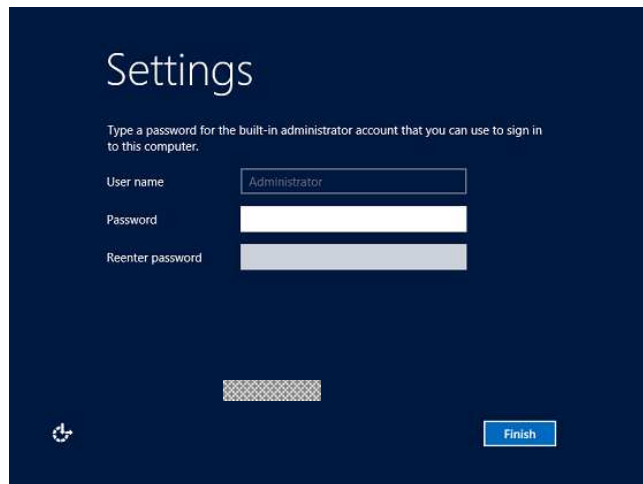 Settings
Type a password for the built-in administrator account that you can use to sign in
to this computer.
User name
Administrator
Password
Reenter password
Finish